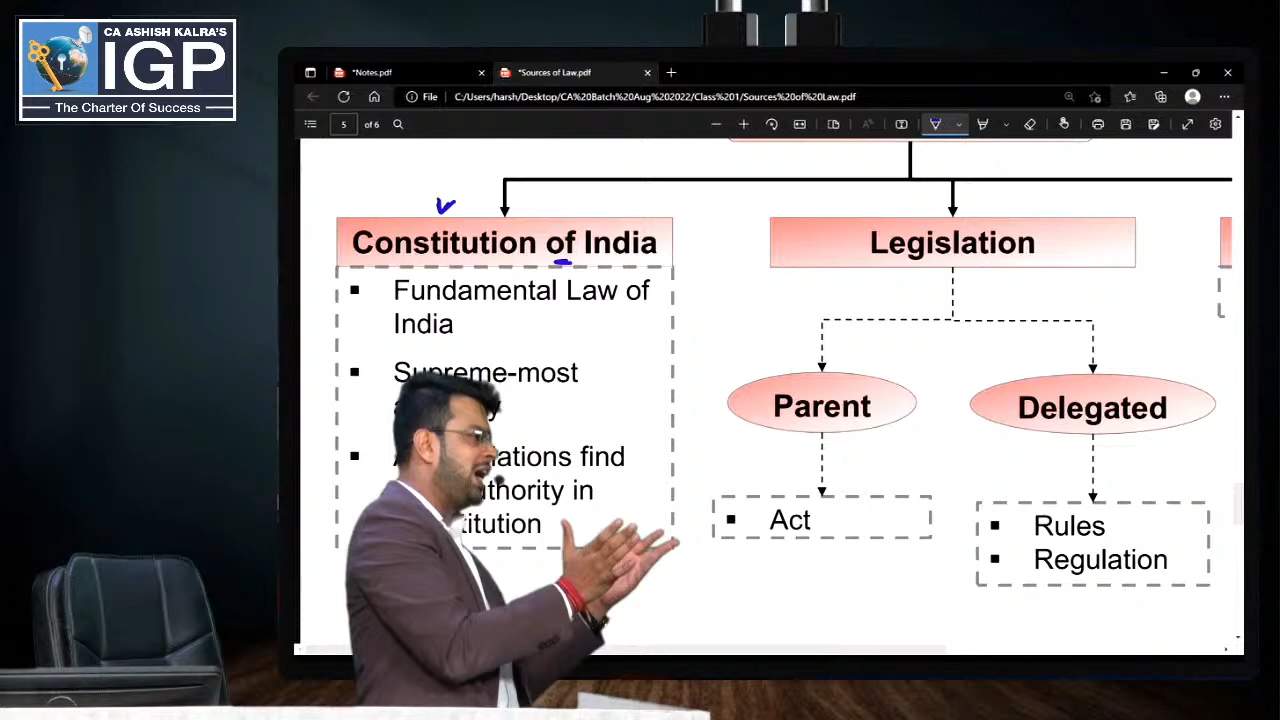 CA ASHISH KALRA'S
IGP
The Charter Of Success
*Notes.pdf
*Sources of Law.pdf
File
C:/Users/harsh/Desktop/CA%20Batch%20Aug%202022/Class%201/Sources%20of%20Law.pdf
5 of 6
Constitution of India
Legislation
Fundamental Law of
India
Supreme-most
find
in
Parent
Delegated
Act
Rules
Regulation